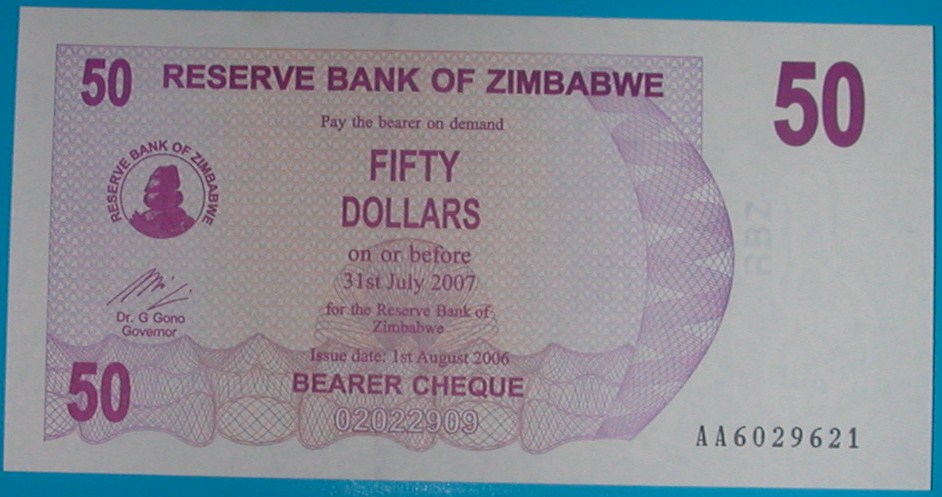 50 RESERVE BANK OF ZIMBABWE 50
Pay the bearer on demand
FIFTY
DOLLARS
RESERVE BANK OF ZIMBABWE
on or before
31st July 2007
for the Reserve Bank of
Zimbabwe
Dr. G Gono
Governor
Issue date: 1st August 2006
50 BEARER CHEQUE
02022909
AA6029621
RBZ